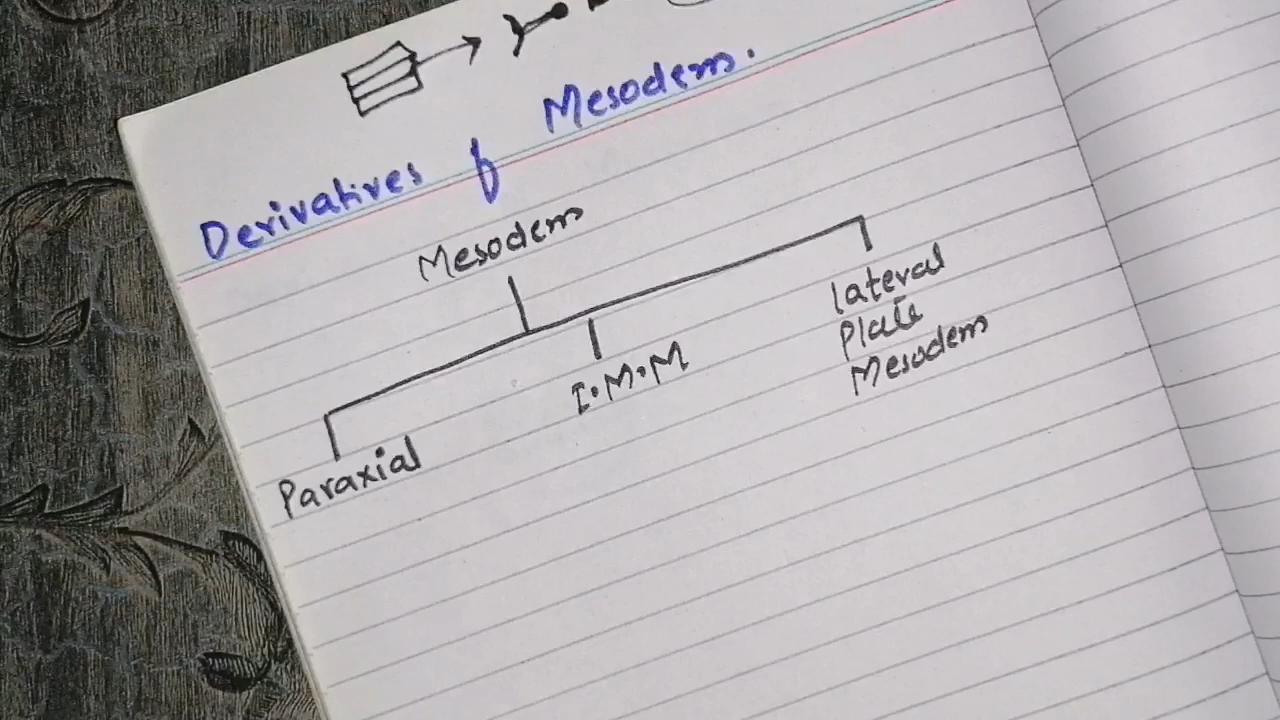 Derivatives of Mesoderm.
Mesoderm
Paraxial
I.M.M
lateral
Plate
Mesoderm